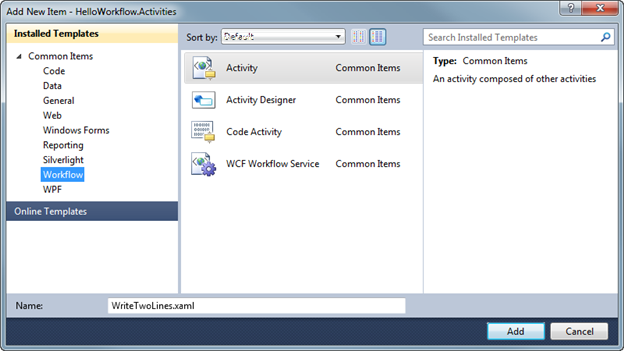 Add New Item - HelloWorkflow.Activities
Installed Templates
Sort by: Default
Search Installed Templates
Common Items
Code
Data
General
Web
Windows Forms
Reporting
Silverlight
Workflow
WPF
Online Templates
Activity Common Items
Activity Designer Common Items
Code Activity Common Items
WCF Workflow Service Common Items
Type: Common Items
An activity composed of other activities
Name: WriteTwoLines.xaml
Add Cancel